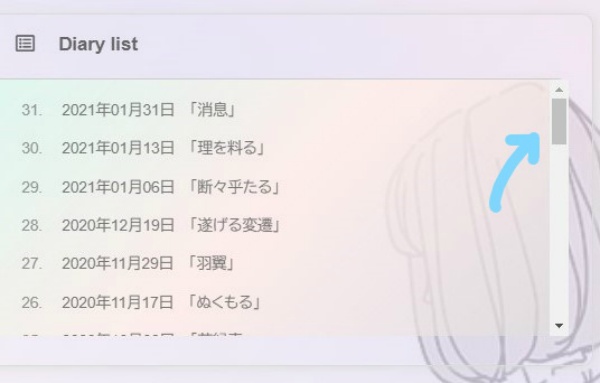 Diary list
31. 2021年01月31日 「消息」
30. 2021年01月13日 「理を料る」
29. 2021年01月06日 「断々乎たる」
28. 2020年12月19日 「遂げる変遷」
27. 2020年11月29日 「羽翼」
26. 2020年11月17日 「ぬくもる」